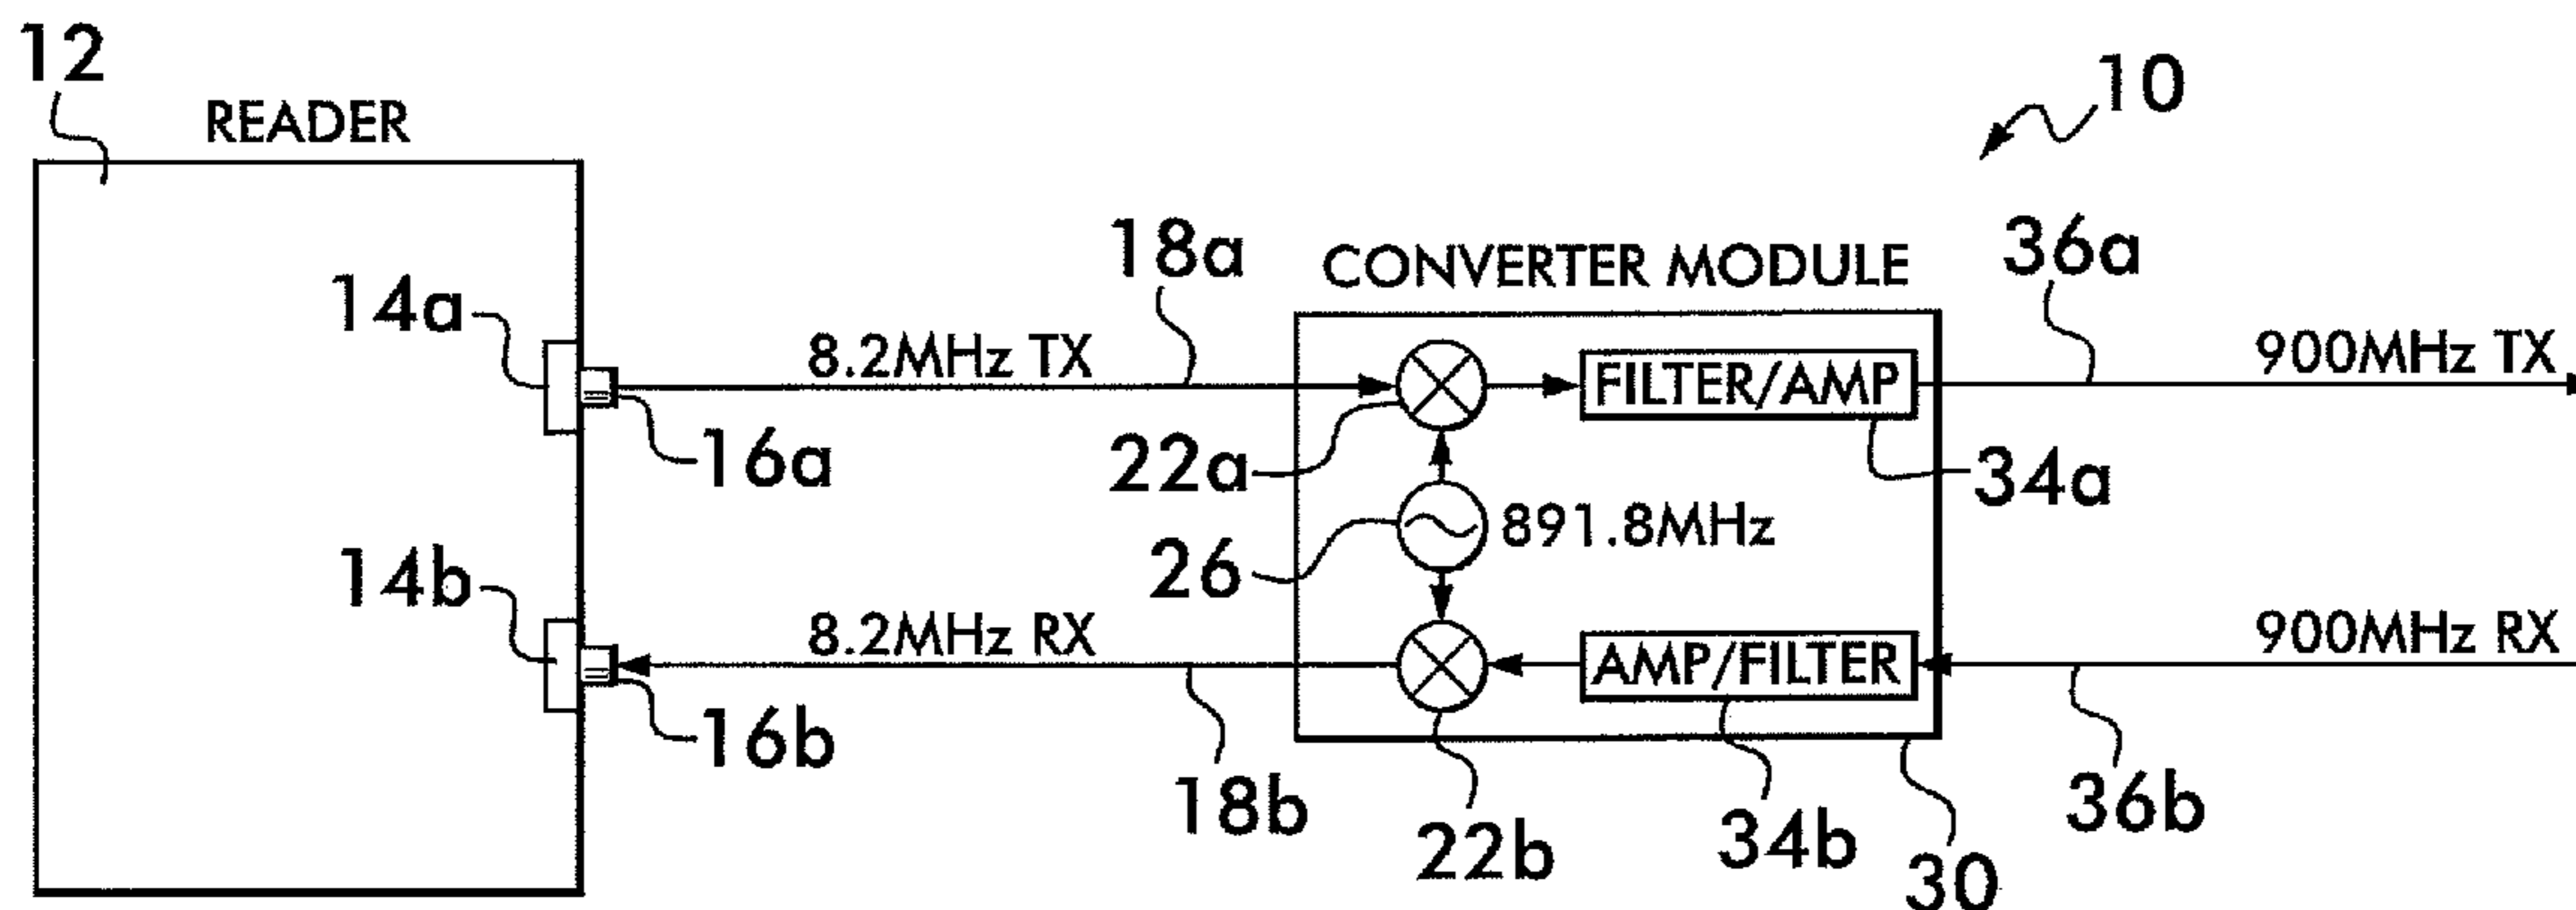 12
READER
10
18a
CONVERTER MODULE
36a
14a
8.2MHz TX
900MHz TX
FILTER/AMP
16a
22a
34a
891.8MHz
26
14b
8.2MHz RX
900MHz RX
AMP/FILTER
16b
18b
22b
34b
30
36b